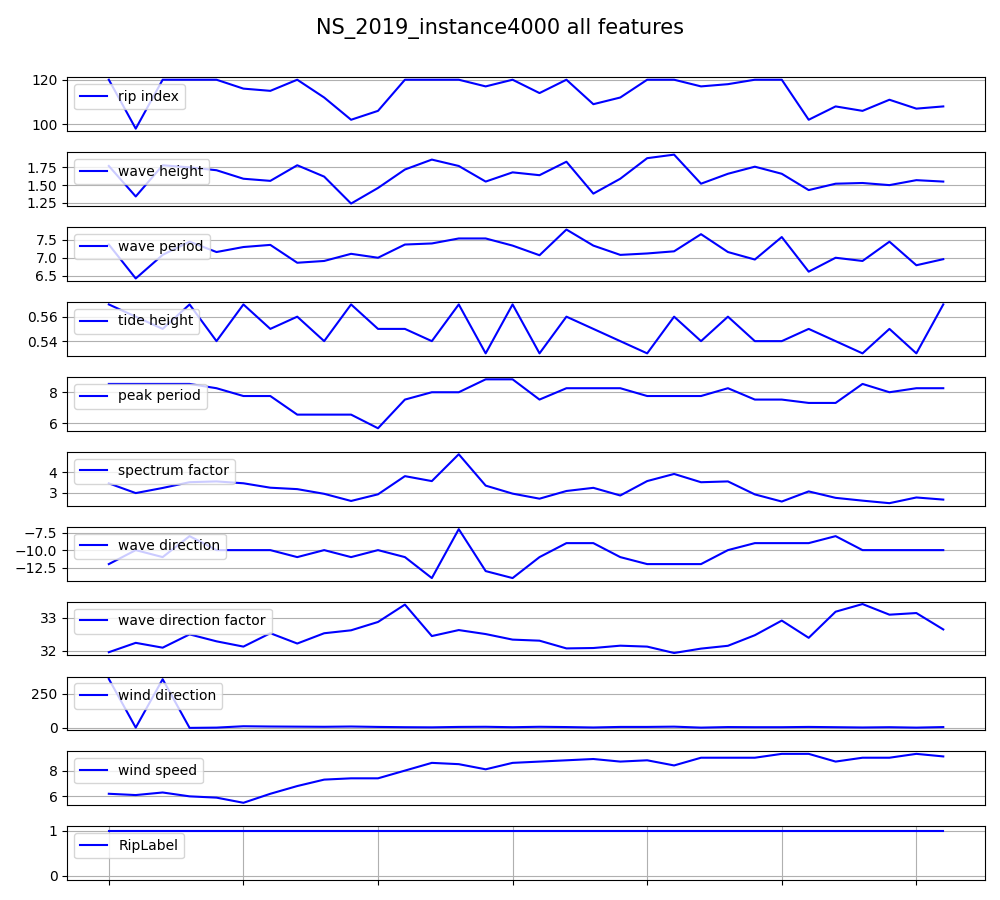 NS_2019_instance4000 all features
120
100
rip index
1.75
1.50
1.25
wave height
7.5
7.0
6.5
wave period
0.56
0.54
tide height
8
6
peak period
4
3
spectrum factor
−7.5
−10.0
−12.5
wave direction
33
32
wave direction factor
250
0
wind direction
8
6
wind speed
1
0
RipLabel